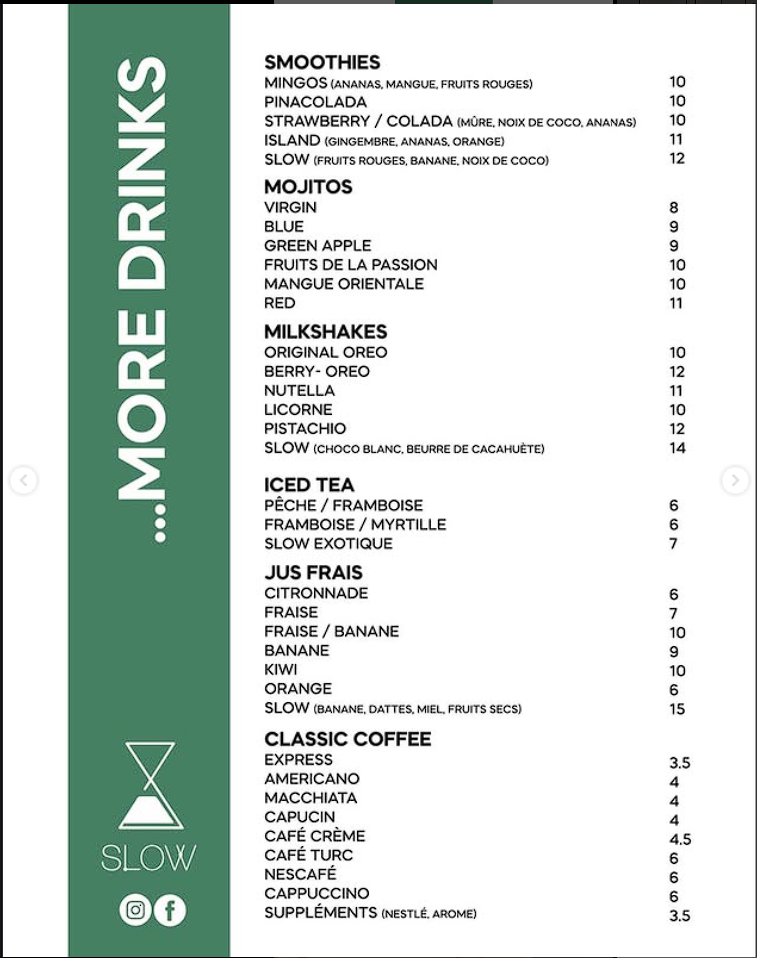 ...MORE DRINKS
SMOOTHIES
MINGOS (ANANAS, MANGUE, FRUITS ROUGES) 10
PINACOLADA 10
STRAWBERRY / COLADA (MÛRE, NOIX DE COCO, ANANAS) 10
ISLAND (GINGEMBRE, ANANAS, ORANGE) 11
SLOW (FRUITS ROUGES, BANANE, NOIX DE COCO) 12
MOJITOS
VIRGIN 8
BLUE 9
GREEN APPLE 9
FRUITS DE LA PASSION 10
MANGUE ORIENTALE 10
RED 11
MILKSHAKES
ORIGINAL OREO 10
BERRY- OREO 12
NUTELLA 11
LICORNE 10
PISTACHIO 12
SLOW (CHOCO BLANC, BEURRE DE CACAHUÈTE) 14
ICED TEA
PÊCHE / FRAMBOISE 6
FRAMBOISE / MYRTILLE 6
SLOW EXOTIQUE 7
JUS FRAIS
CITRONNADE 6
FRAISE 7
FRAISE / BANANE 10
BANANE 9
KIWI 10
ORANGE 6
SLOW (BANANE, DATTES, MIEL, FRUITS SECS) 15
CLASSIC COFFEE
EXPRESS 3.5
AMERICANO 4
MACCHIATA 4
CAPUCIN 4
CAFÉ CRÈME 4.5
CAFÉ TURC 6
NESCAFÉ 6
CAPPUCCINO 6
SUPPLÉMENTS (NESTLÉ, AROME) 3.5
SLOW